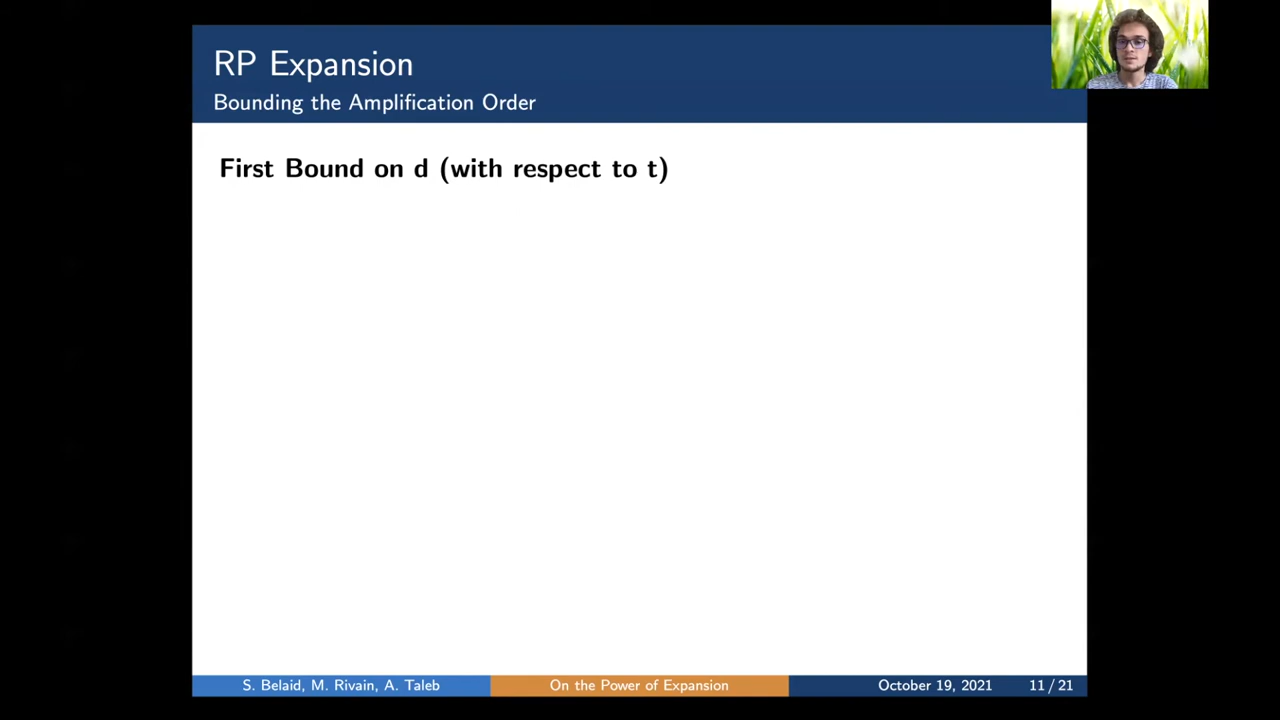 RP Expansion
Bounding the Amplification Order
First Bound on d (with respect to t)
S. Belaid, M. Rivain, A. Taleb
On the Power of Expansion
October 19, 2021
11 / 21